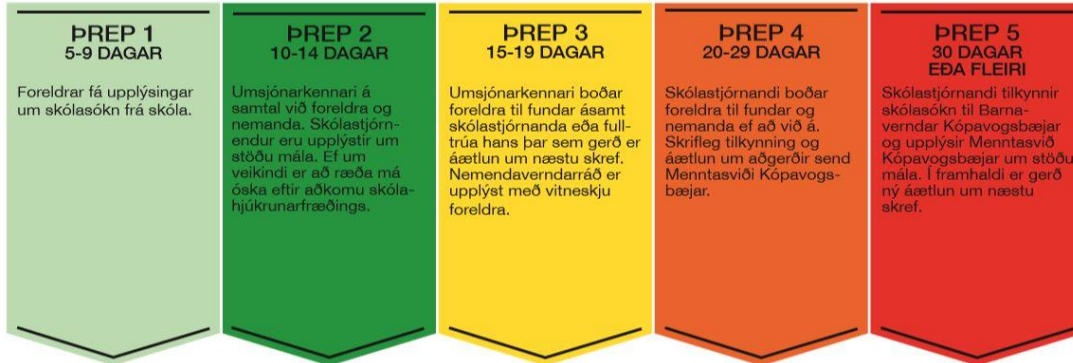 ÞREP 1
5-9 DAGAR
Foreldrar fá upplýsingar
um skólasókn frá skóla.
ÞREP 2
10-14 DAGAR
Umsjónarkennari á
samtal við foreldra og
nemanda. Skólastjórn-
endur eru upplýstir um
stöðu mála. Ef um
veikindi er að ræða má
óska eftir aðkomu skóla-
hjúkrunarfræðings.
ÞREP 3
15-19 DAGAR
Umsjónarkennari boðar
foreldra til fundar ásamt
skólastjórnanda eða full-
trúa hans þar sem gerð er
áætlun um næstu skref.
Nemendaverndarráð er
upplýst með vitneskju
foreldra.
ÞREP 4
20-29 DAGAR
Skólastjórnandi boðar
foreldra til fundar og
nemanda ef að við á.
Skrifleg tilkynning og
áætlun um aðgerðir send
Menntasviði Kópavogs-
bæjar.
ÞREP 5
30 DAGAR
EÐA FLEIRI
Skólastjórnandi tilkynnir
skólasókn til Barna-
verndar Kópavogsbæjar
og upplýsir Menntasvið
Kópavogsbæjar um stöðu
mála. Í framhaldi er gerð
ný áætlun um næstu
skref.